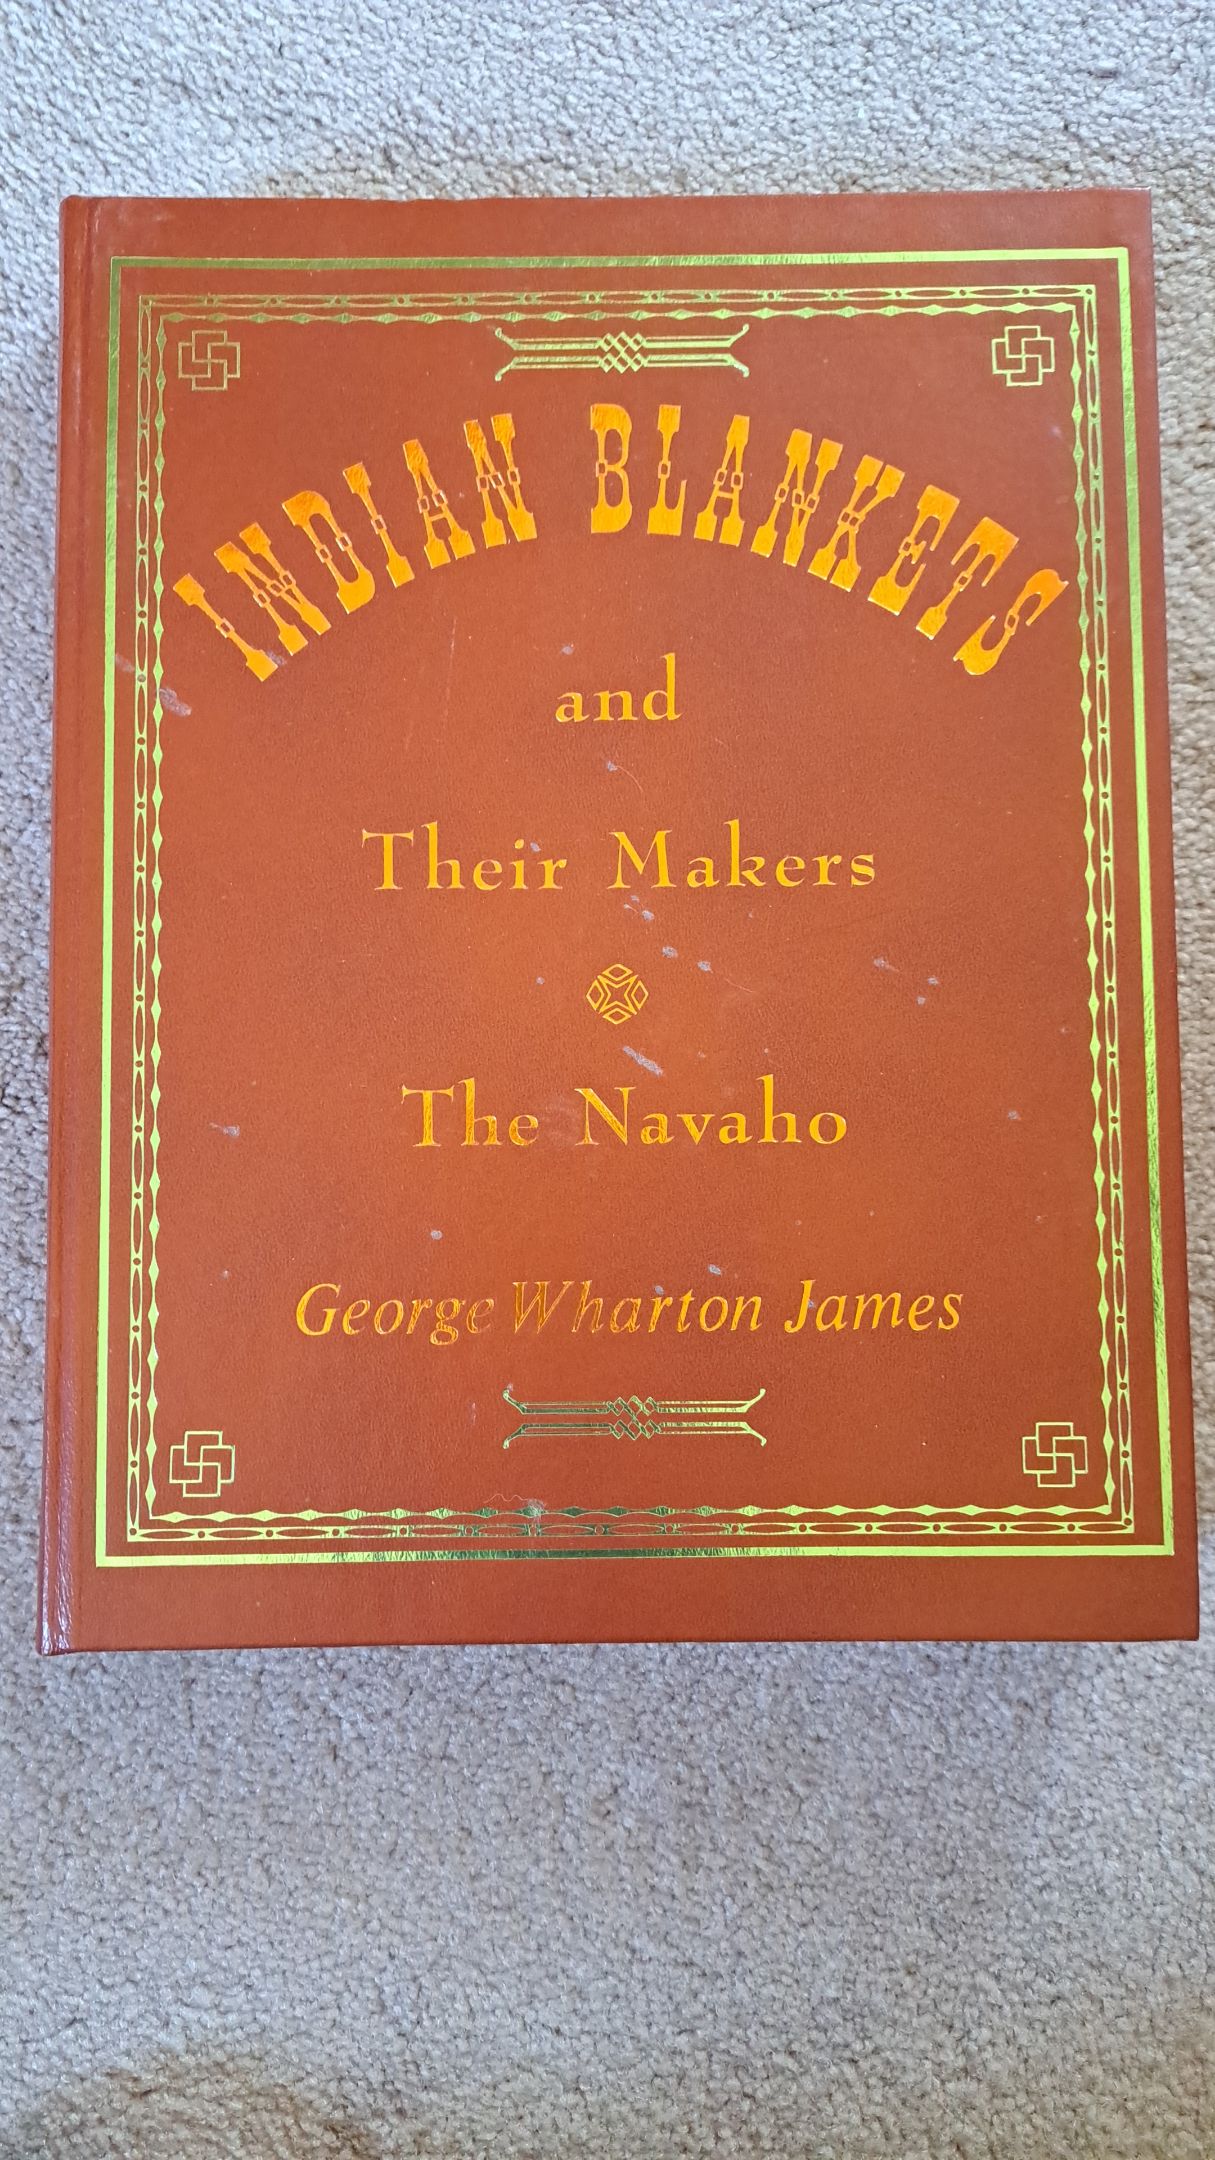 INDIAN BLANKETS
and
Their Makers
The Navaho
George Wharton James